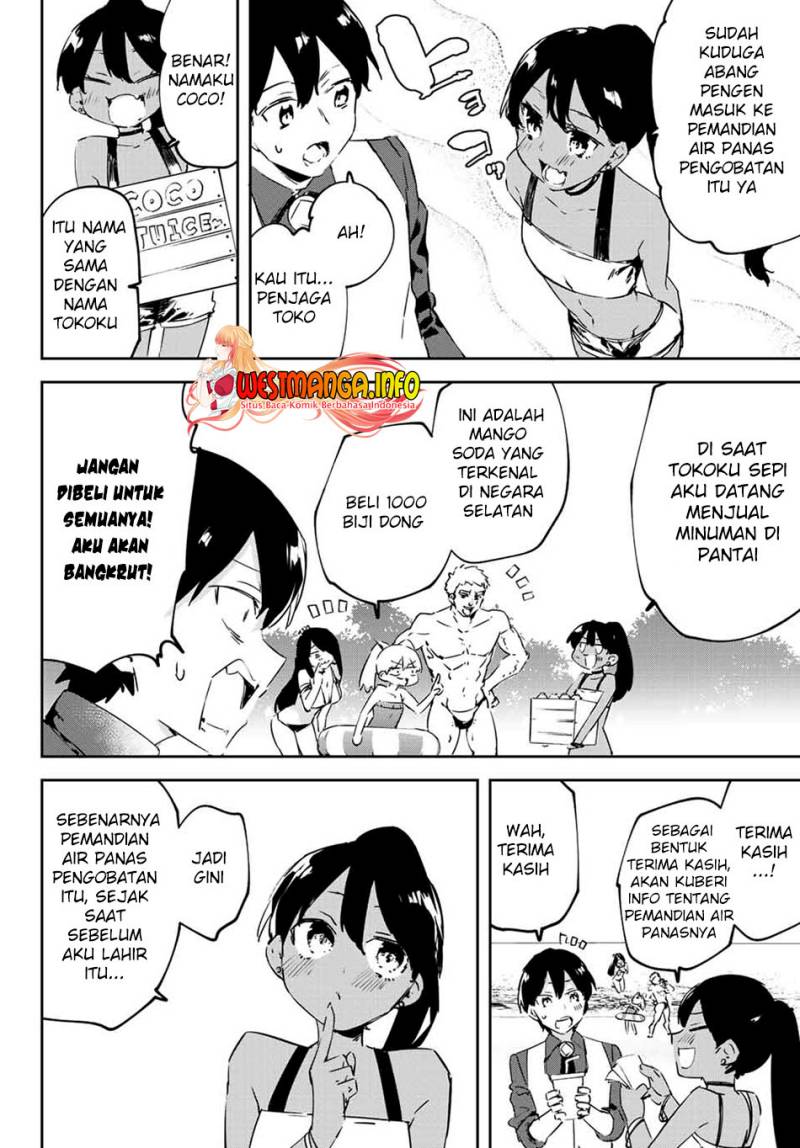 SUDAH
KUDUGA
ABANG
PENGEN
MASUK KE
PEMANDIAN
AIR PANAS
PENGOBATAN
ITU YA
AH!
KAU ITU...
PENJAGA
TOKO
BENAR!
NAMAKU
COCO!
COCO
JUICE
ITU NAMA
YANG
SAMA
DENGAN
NAMA
TOKOKU
WESTMANGA.INFO
Situs Baca Komik Berbahasa Indonesia
DI SAAT
TOKOKU SEPI
AKU DATANG
MENJUAL
MINUMAN DI
PANTAI
INI ADALAH
MANGO
SODA YANG
TERKENAL
DI NEGARA
SELATAN
BELI 1000
BIJI DONG
JANGAN
DIBELI UNTUK
SEMUANYA!
AKU AKAN
BANGKRUT!
TERIMA
KASIH
...!
SEBAGAI
BENTUK
TERIMA KASIH,
AKAN KUBERI
INFO TENTANG
PEMANDIAN AIR
PANASNYA
WAH,
TERIMA
KASIH
JADI
GINI
SEBENARNYA
PEMANDIAN
AIR PANAS
PENGOBATAN
ITU, SEJAK
SAAT
SEBELUM
AKU LAHIR
ITU...